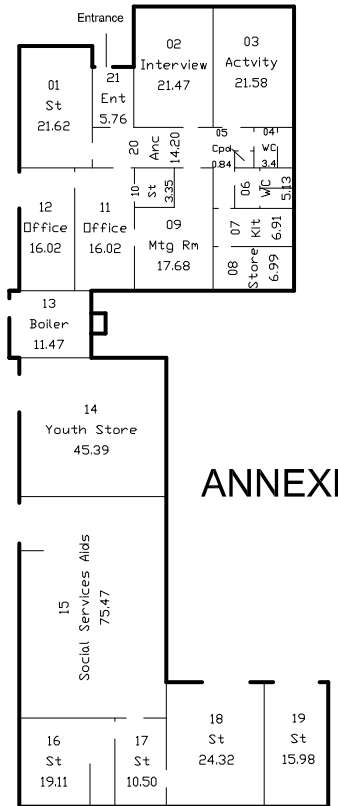 Entrance
01
St
21.62
21
Ent
5.76
02
Interview
21.47
03
Actvity
21.58
20
Anc
14.20
05
Cpd
0.84
04
WC
3.4
10
St
3.35
06
WC
5.13
12
Office
16.02
11
Office
16.02
09
Mtg Rm
17.68
07
KIt
6.91
08
Store
6.99
13
Boiler
11.47
14
Youth Store
45.39
ANNEXE
15
Social Services Aids
75.47
16
St
19.11
17
St
10.50
18
St
24.32
19
St
15.98